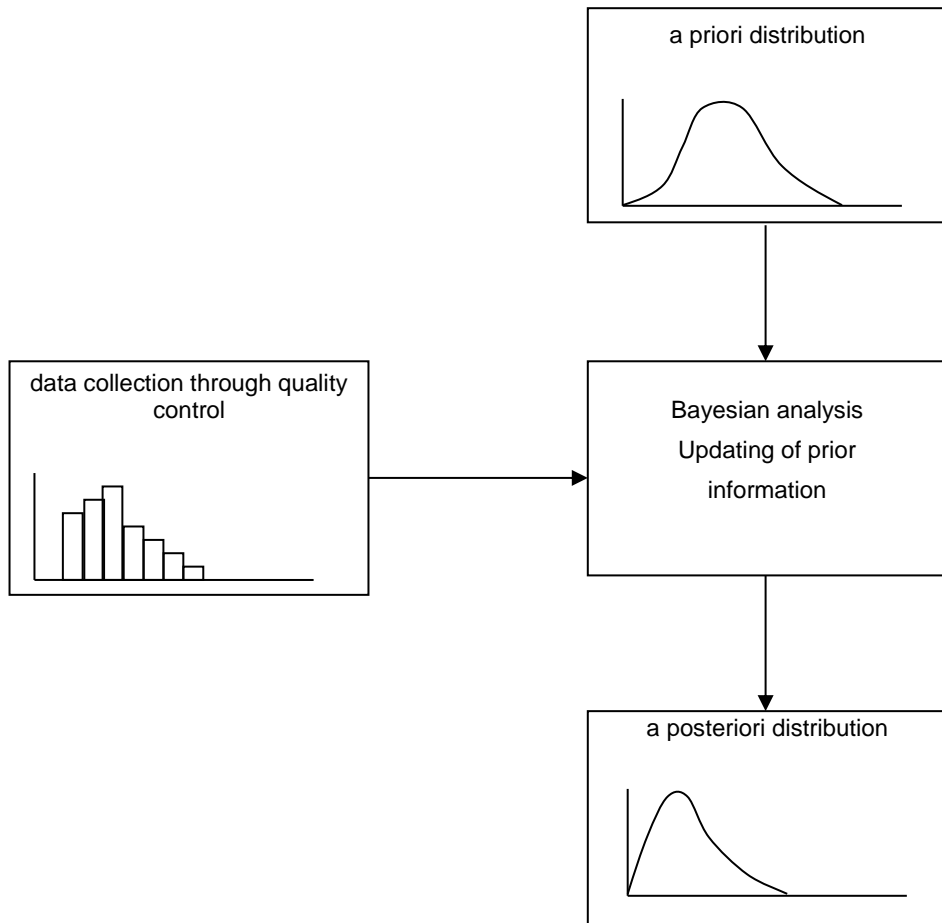 a priori distribution
data collection through quality
control
Bayesian analysis
Updating of prior
information
a posteriori distribution